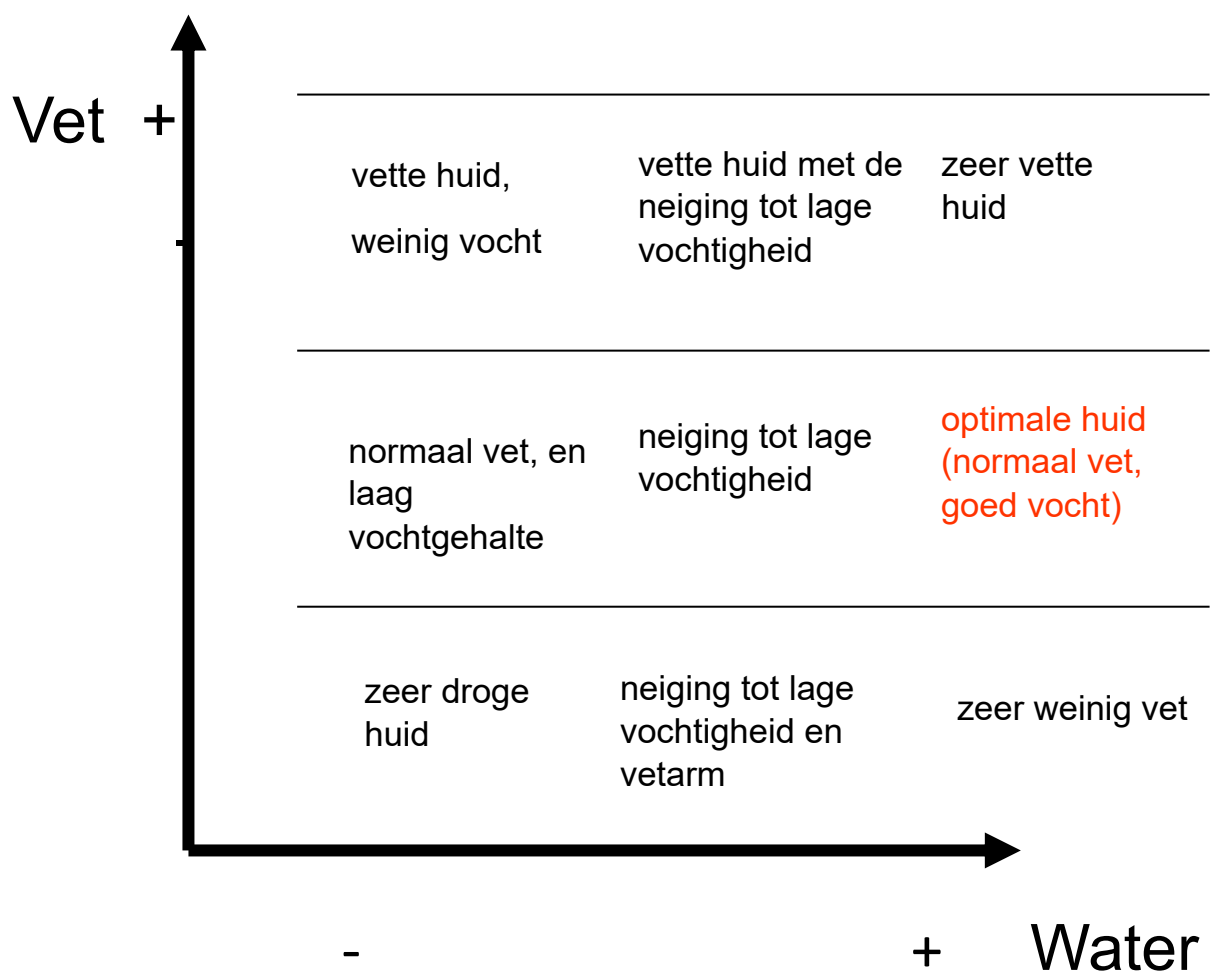 Vet +
vette huid,
weinig vocht
vette huid met de
neiging tot lage
vochtigheid
zeer vette
huid
-
normaal vet, en
laag
vochtgehalte
neiging tot lage
vochtigheid
optimale huid
(normaal vet,
goed vocht)
zeer droge
huid
neiging tot lage
vochtigheid en
vetarm
zeer weinig vet
- + Water